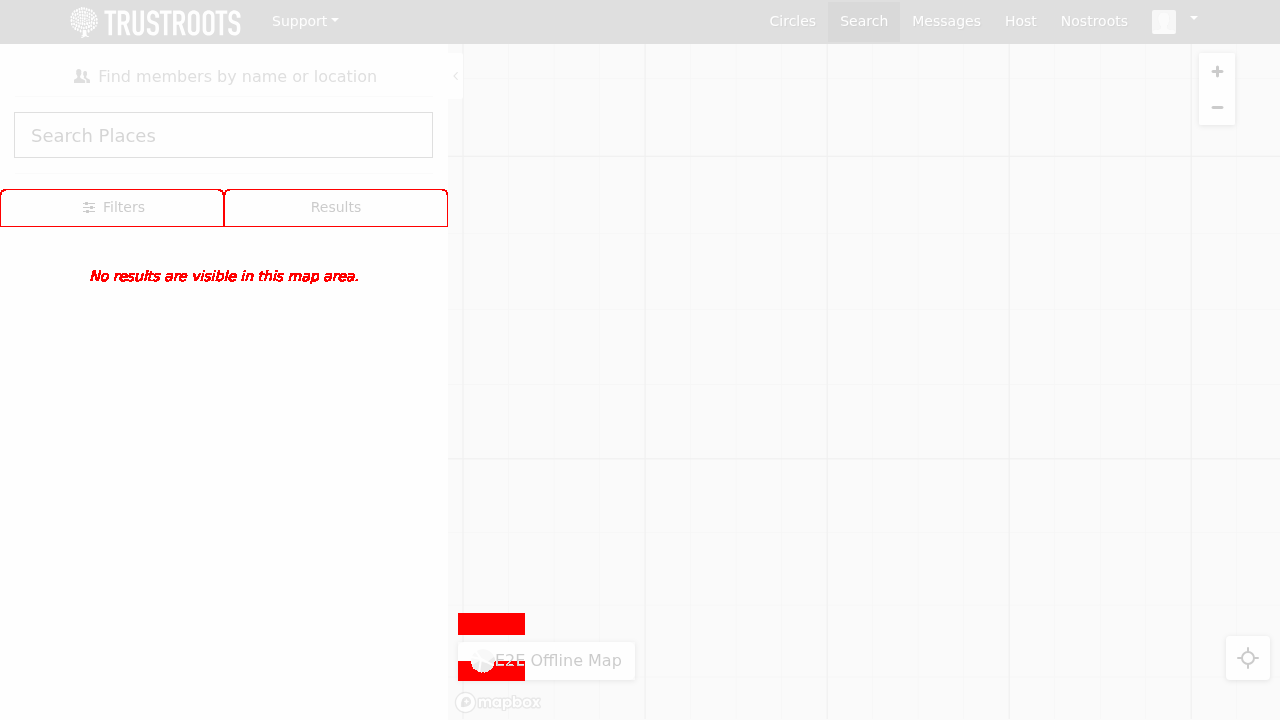 TRUSTROOTS
Support
Circles
Search
Messages
Host
Nostroots
Find members by name or location
Search Places
Filters
Results
No results are visible in this map area.
E2E Offline Map
mapbox